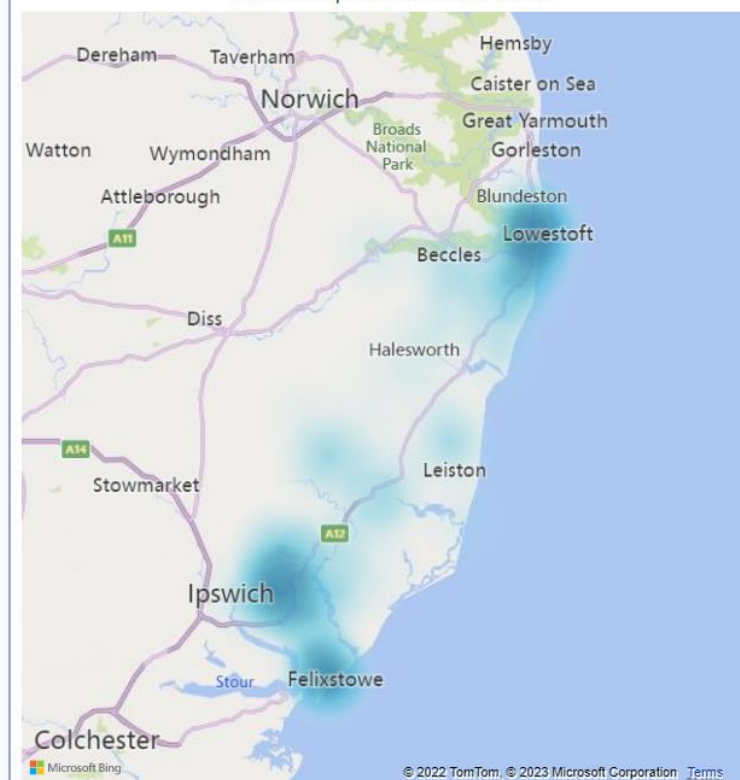 Hemsby
Dereham
Taverham
Caister on Sea
Norwich
Great Yarmouth
Broads
National
Park
Gorleston
Watton
Wymondham
Attleborough
Blundeston
A11
Lowestoft
Beccles
Diss
Halesworth
A14
Leiston
Stowmarket
A12
Ipswich
Stour
Felixstowe
Colchester
Microsoft Bing
© 2022 TomTom, © 2023 Microsoft Corporation Terms